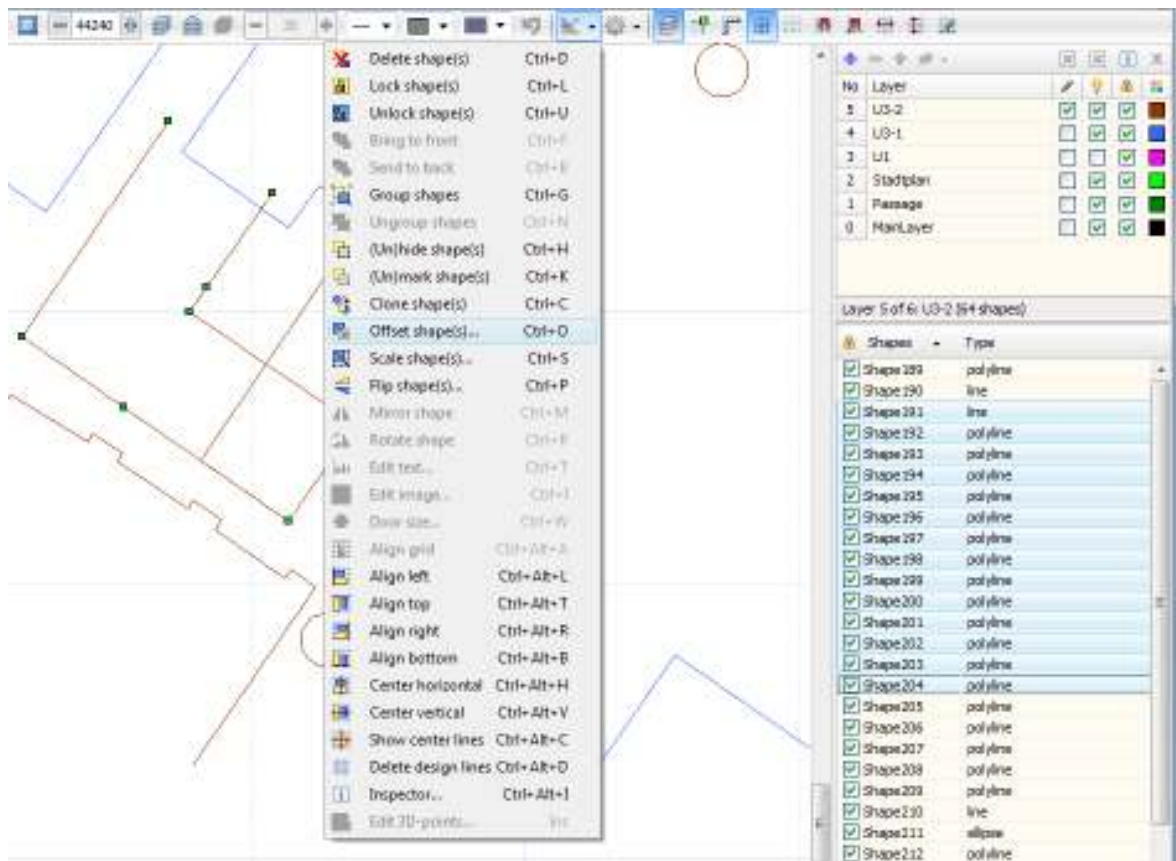 44240
Delete shape(s) Ctrl+D
Lock shape(s) Ctrl+L
Unlock shape(s) Ctrl+U
Bring to front Ctrl+F
Send to back Ctrl+B
Group shapes Ctrl+G
Ungroup shapes Ctrl+N
(Un)hide shape(s) Ctrl+H
(Un)mark shape(s) Ctrl+K
Clone shape(s) Ctrl+C
Offset shape(s)... Ctrl+O
Scale shape(s)... Ctrl+S
Flip shape(s)... Ctrl+P
Mirror shape Ctrl+M
Rotate shape Ctrl+R
Edit text... Ctrl+T
Edit image... Ctrl+I
Door size... Ctrl+W
Align grid Ctrl+Alt+A
Align left Ctrl+Alt+L
Align top Ctrl+Alt+T
Align right Ctrl+Alt+R
Align bottom Ctrl+Alt+B
Center horizontal Ctrl+Alt+H
Center vertical Ctrl+Alt+V
Show center lines Ctrl+Alt+C
Delete design lines Ctrl+Alt+D
Inspector... Ctrl+Alt+I
Edit 3D-points... Ins
No Layer
5 U3-2
4 U3-1
3 U1
2 Stadtplan
1 Passage
0 MainLayer
Layer 5 of 6: U3-2 (64 shapes)
Shapes Type
Shape189 polyline
Shape190 line
Shape191 line
Shape192 polyline
Shape193 polyline
Shape194 polyline
Shape195 polyline
Shape196 polyline
Shape197 polyline
Shape198 polyline
Shape199 polyline
Shape200 polyline
Shape201 polyline
Shape202 polyline
Shape203 polyline
Shape204 polyline
Shape205 polyline
Shape206 polyline
Shape207 polyline
Shape208 polyline
Shape209 polyline
Shape210 line
Shape211 ellipse
Shape212 polyline